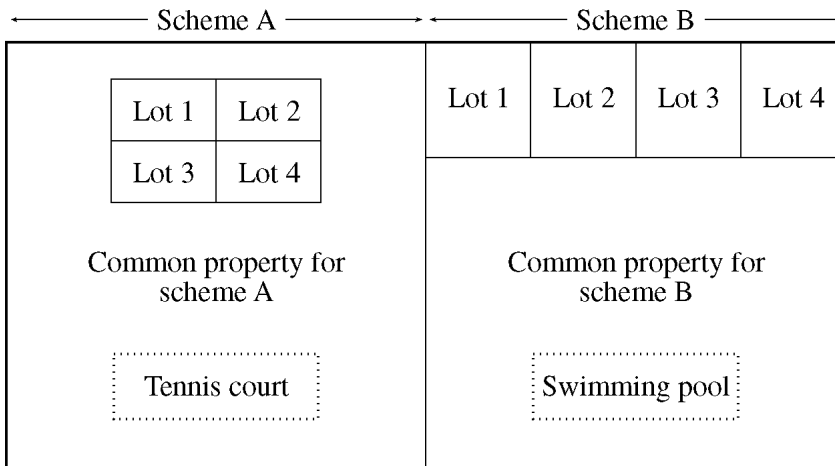 Scheme A
Scheme B
Lot 1
Lot 2
Lot 3
Lot 4
Lot 1
Lot 2
Lot 3
Lot 4
Common property for
scheme A
Common property for
scheme B
Tennis court
Swimming pool